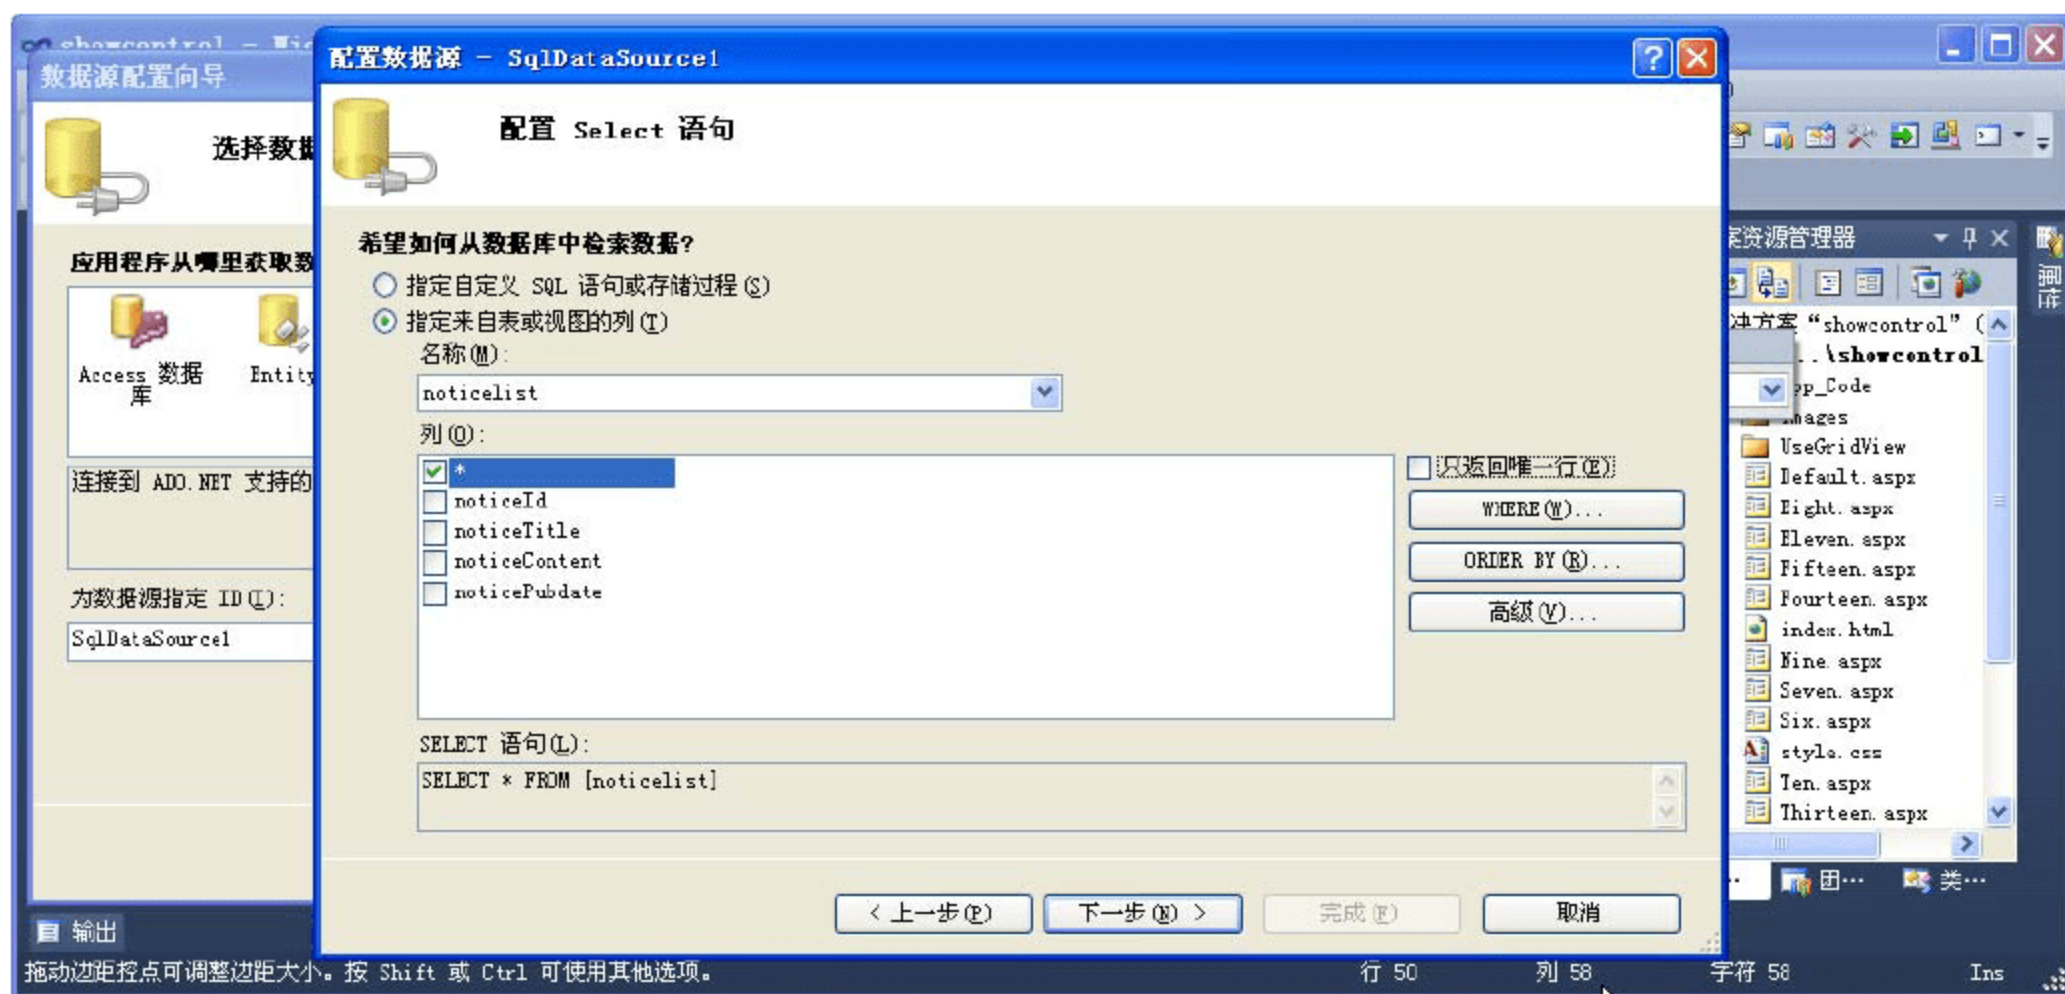 showcontrol - Mic
数据源配置向导
选择数据
应用程序从哪里获取数
Access 数据库
Entity
连接到 ADO.NET 支持的
为数据源指定 ID(I):
SqlDataSource1
输出
配置数据源 - SqlDataSource1
配置 Select 语句
希望如何从数据库中检索数据?
指定自定义 SQL 语句或存储过程(S)
指定来自表或视图的列(T)
名称(M):
noticelist
列(O):
*
noticeId
noticeTitle
noticeContent
noticePubdate
只返回唯一行(E)
WHERE(W)...
ORDER BY(R)...
高级(V)...
SELECT 语句(L):
SELECT * FROM [noticelist]
< 上一步(P)
下一步(N) >
完成(F)
取消
案资源管理器
属性
决方案 “showcontrol” (
..\showcontrol
pp_Code
mages
UseGridView
Default.aspx
Eight.aspx
Eleven.aspx
Fifteen.aspx
Fourteen.aspx
index.html
Nine.aspx
Seven.aspx
Six.aspx
style.css
Ten.aspx
Thirteen.aspx
团…
类…
拖动边距控点可调整边距大小。按 Shift 或 Ctrl 可使用其他选项。
行 50
列 58
字符 58
Ins